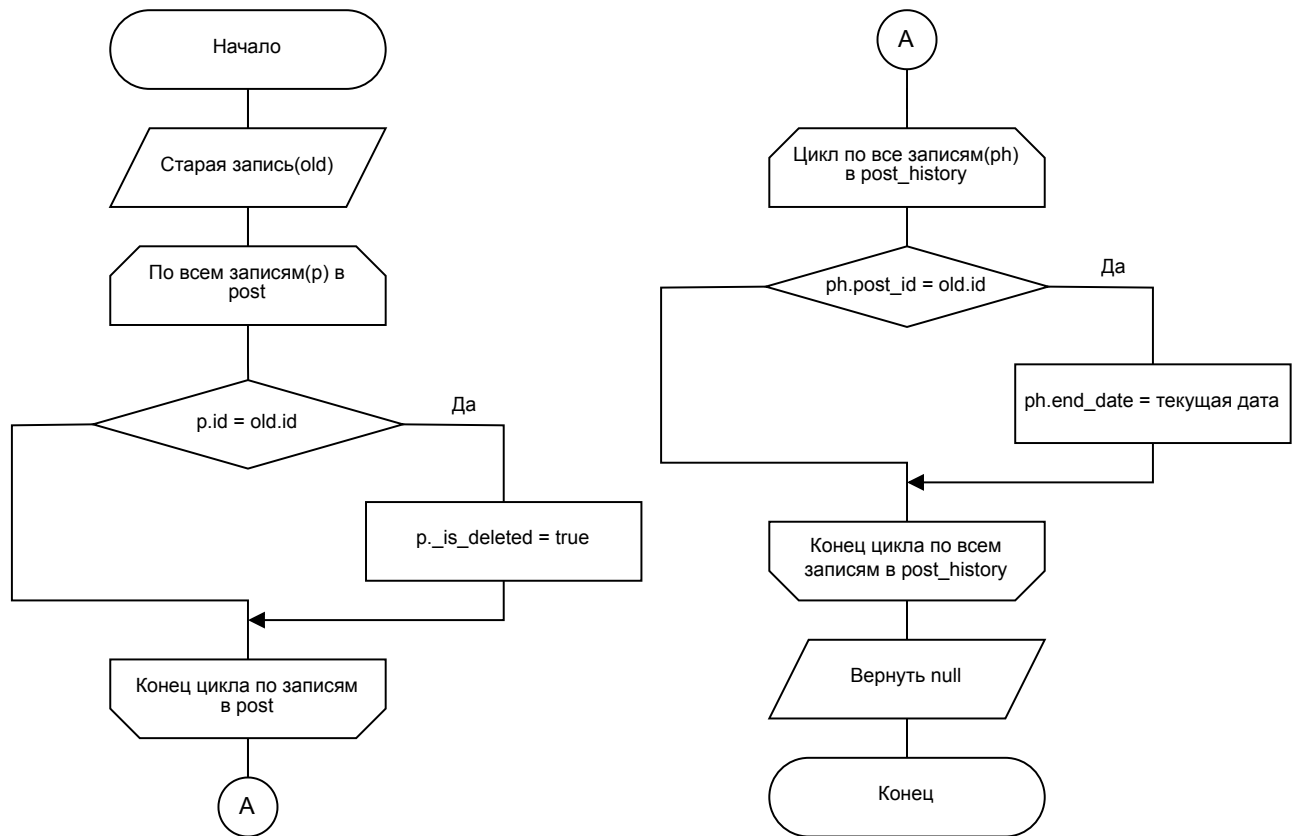 Начало
Старая запись(old)
По всем записям(p) в
post
p.id = old.id
Да
p._is_deleted = true
Конец цикла по записям
в post
A
A
Цикл по все записям(ph)
в post_history
ph.post_id = old.id
Да
ph.end_date = текущая дата
Конец цикла по всем
записям в post_history
Вернуть null
Конец